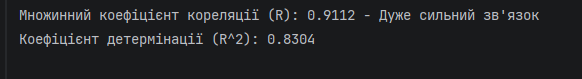 Множинний коефіцієнт кореляції (R): 0.9112 - Дуже сильний зв'язок
Коефіцієнт детермінації (R^2): 0.8304